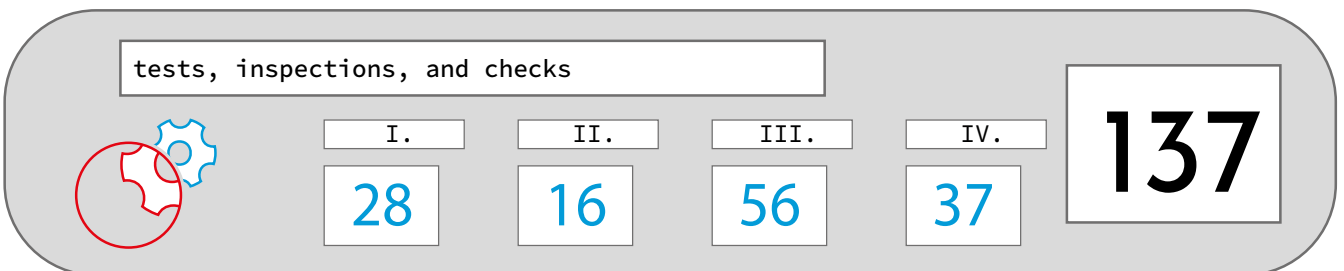 tests, inspections, and checks
I. II. III. IV.
28 16 56 37
137